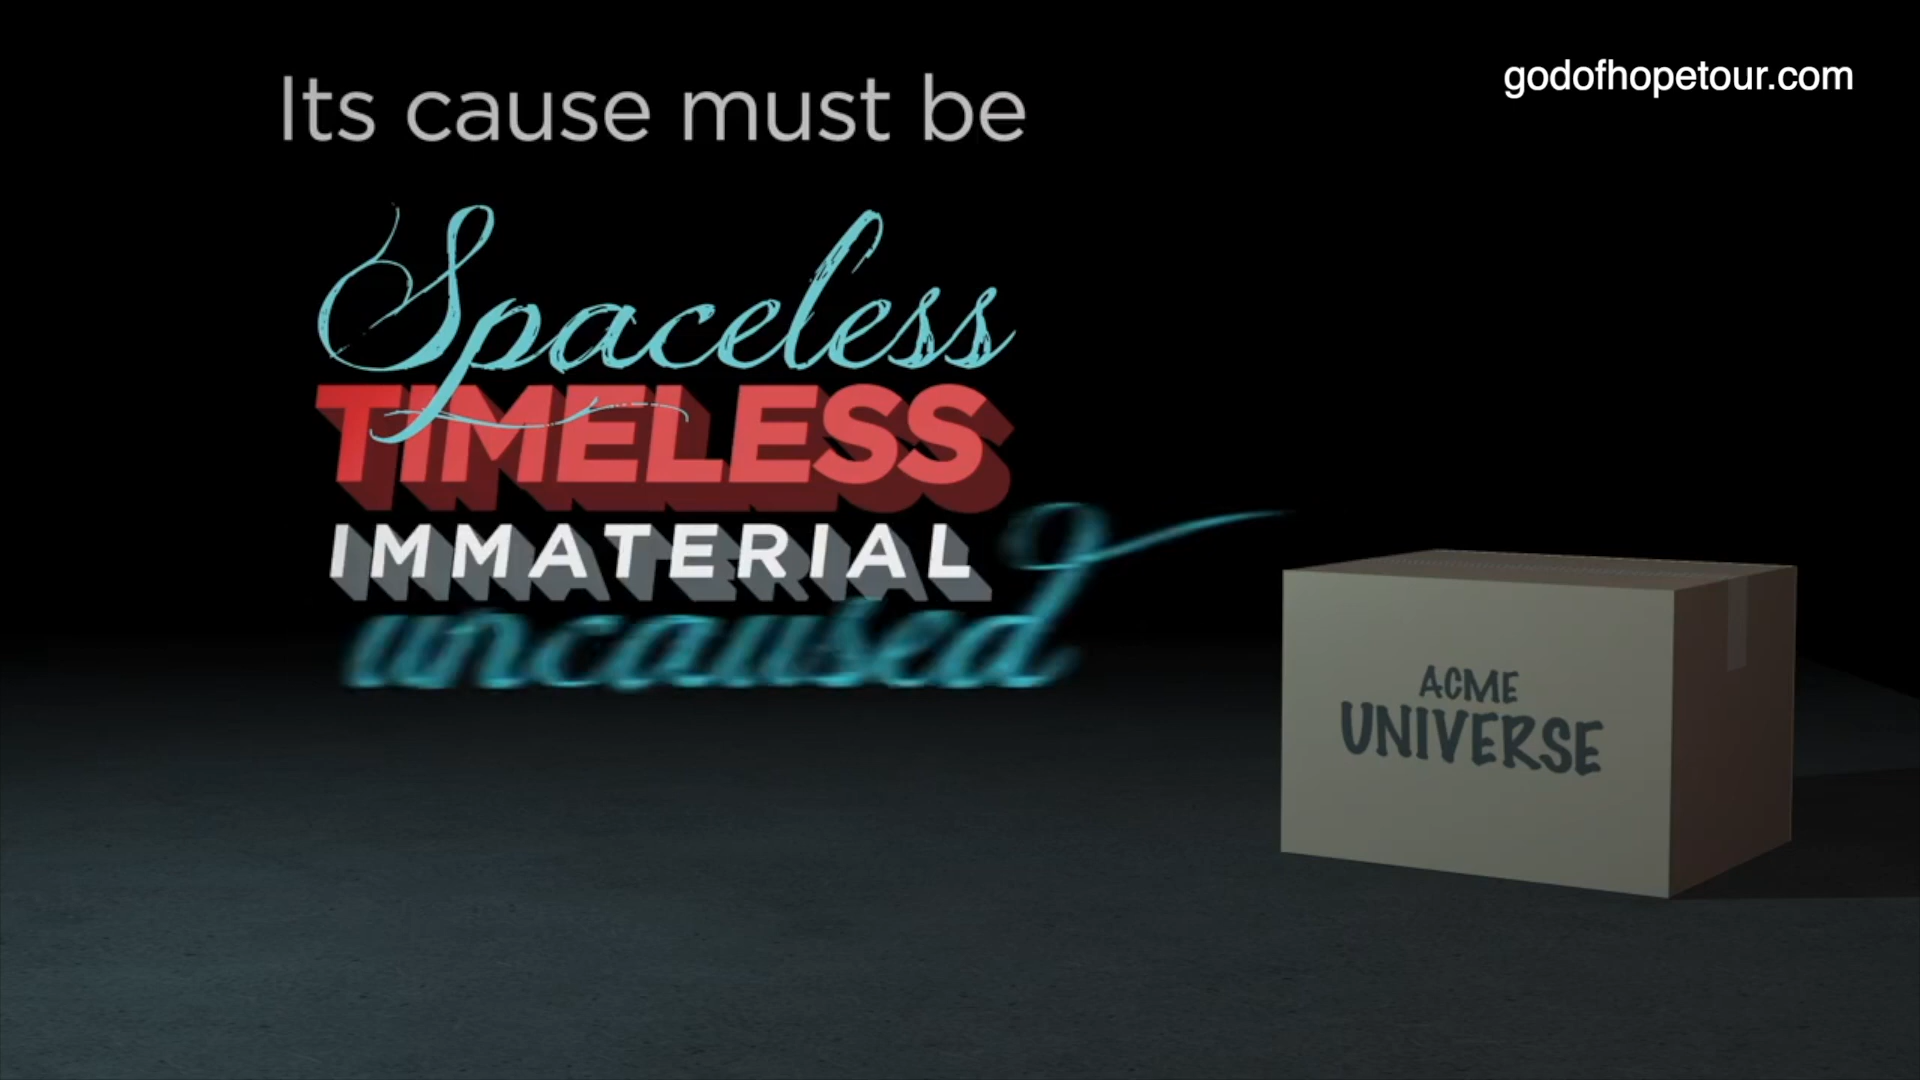 godofhopetour.com
Its cause must be
Spaceless
TIMELESS
IMMATERIAL
uncaused
ACME
UNIVERSE